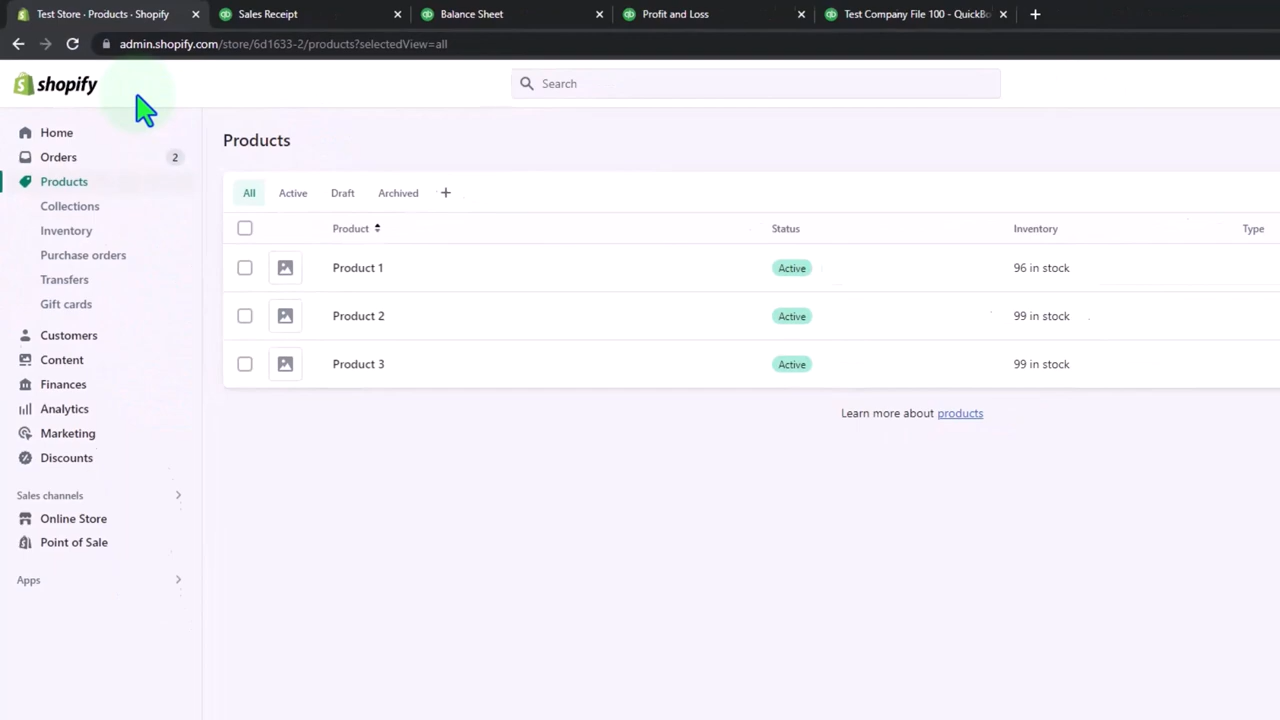 Test Store · Products · Shopify
Sales Receipt
Balance Sheet
Profit and Loss
Test Company File 100 - QuickBo
admin.shopify.com/store/6d1633-2/products?selectedView=all
shopify
Search
Home
Orders 2
Products
Collections
Inventory
Purchase orders
Transfers
Gift cards
Customers
Content
Finances
Analytics
Marketing
Discounts
Sales channels
Online Store
Point of Sale
Apps
Products
All Active Draft Archived +
Product Status Inventory Type
Product 1 Active 96 in stock
Product 2 Active 99 in stock
Product 3 Active 99 in stock
Learn more about products